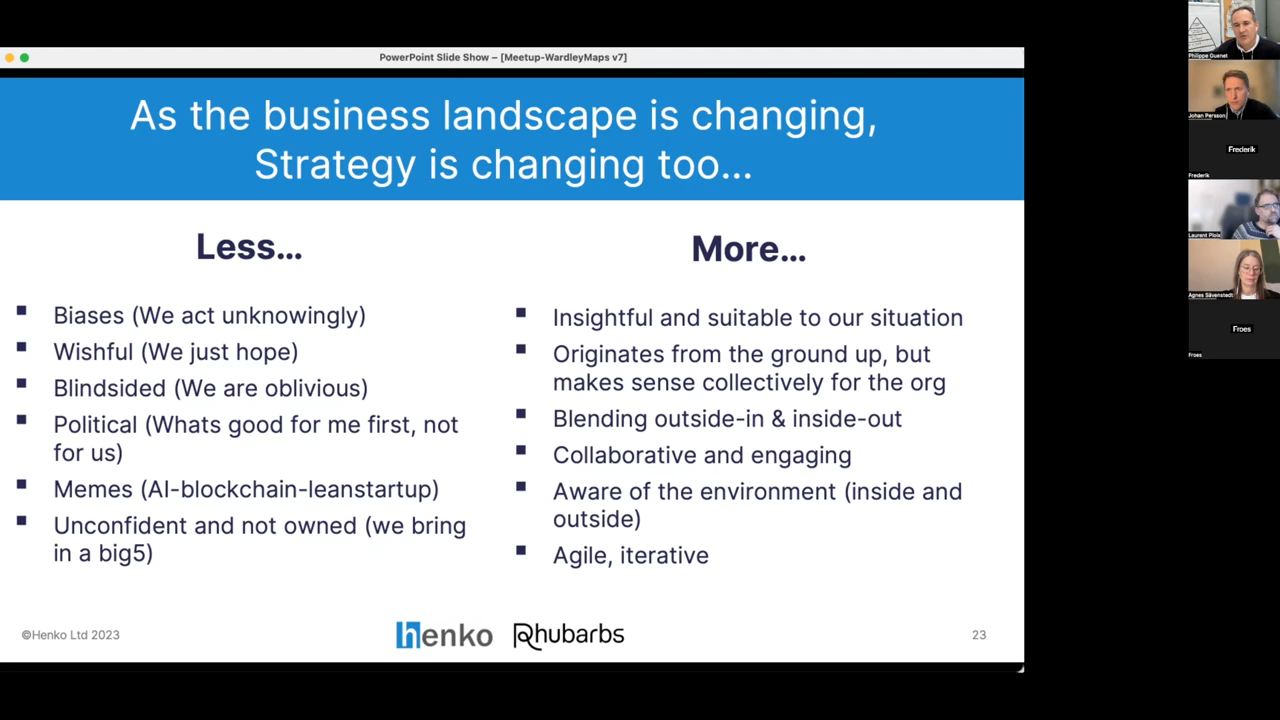 PowerPoint Slide Show – [Meetup-WardleyMaps v7]
As the business landscape is changing,
Strategy is changing too...
Less...
Biases (We act unknowingly)
Wishful (We just hope)
Blindsided (We are oblivious)
Political (Whats good for me first, not
for us)
Memes (AI-blockchain-leanstartup)
Unconfident and not owned (we bring
in a big5)
More...
Insightful and suitable to our situation
Originates from the ground up, but
makes sense collectively for the org
Blending outside-in & inside-out
Collaborative and engaging
Aware of the environment (inside and
outside)
Agile, iterative
©Henko Ltd 2023
henko
Rhubarbs
23
Philippe Guenet
Johan Persson
Frederik
Frederik
Laurent Ploix
Agnes Sävenstedt
Froes
Froes